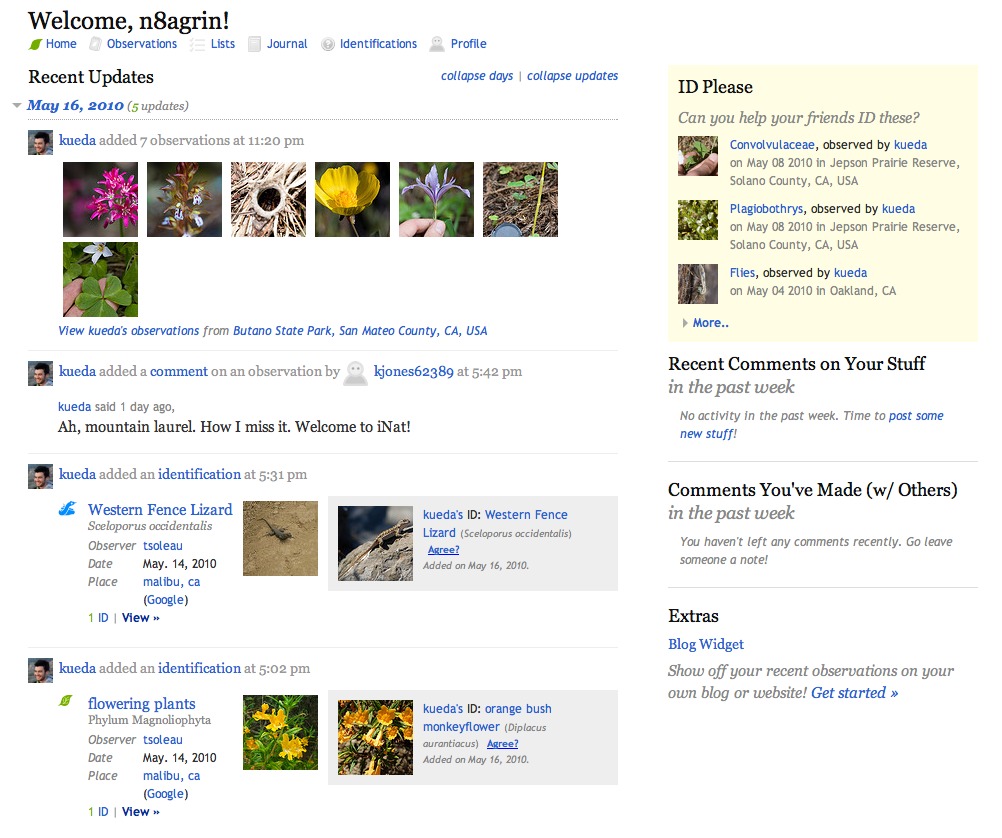 Welcome, n8agrin!
Home Observations Lists Journal Identifications Profile
Recent Updates
collapse days | collapse updates
May 16, 2010 (5 updates)
kueda added 7 observations at 11:20 pm
View kueda's observations from Butano State Park, San Mateo County, CA, USA
kueda added a comment on an observation by kjones62389 at 5:42 pm
kueda said 1 day ago,
Ah, mountain laurel. How I miss it. Welcome to iNat!
kueda added an identification at 5:31 pm
Western Fence Lizard
Sceloporus occidentalis
Observer tsoleau
Date May. 14, 2010
Place malibu, ca
(Google)
1 ID | View »
kueda's ID: Western Fence
Lizard (Sceloporus occidentalis)
Agree?
Added on May 16, 2010.
kueda added an identification at 5:02 pm
flowering plants
Phylum Magnoliophyta
Observer tsoleau
Date May. 14, 2010
Place malibu, ca
(Google)
1 ID | View »
kueda's ID: orange bush
monkeyflower (Diplacus
aurantiacus) Agree?
Added on May 16, 2010.
ID Please
Can you help your friends ID these?
Convolvulaceae, observed by kueda
on May 08 2010 in Jepson Prairie Reserve,
Solano County, CA, USA
Plagiobothrys, observed by kueda
on May 08 2010 in Jepson Prairie Reserve,
Solano County, CA, USA
Flies, observed by kueda
on May 04 2010 in Oakland, CA
More..
Recent Comments on Your Stuff
in the past week
No activity in the past week. Time to post some
new stuff!
Comments You've Made (w/ Others)
in the past week
You haven't left any comments recently. Go leave
someone a note!
Extras
Blog Widget
Show off your recent observations on your
own blog or website! Get started »